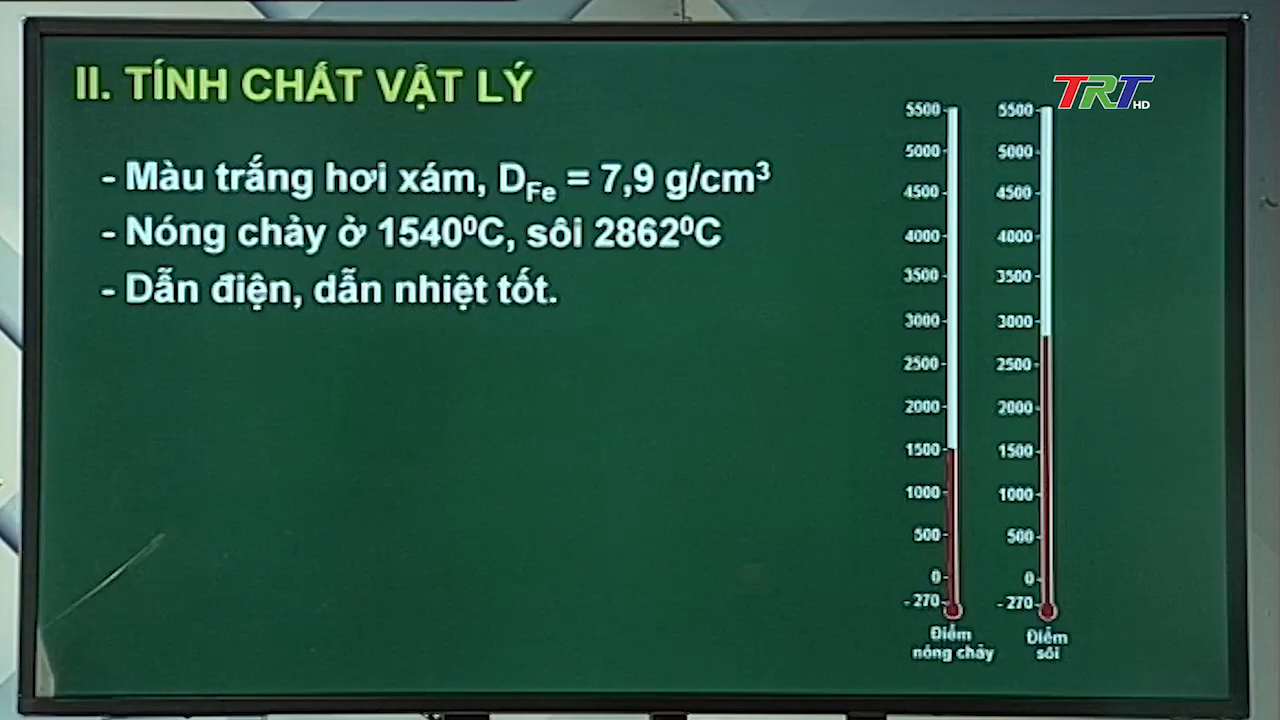 II. TÍNH CHẤT VẬT LÝ
TRT HD
- Màu trắng hơi xám, D_Fe = 7,9 g/cm³
- Nóng chảy ở 1540⁰C, sôi 2862⁰C
- Dẫn điện, dẫn nhiệt tốt.
5500
5000
4500
4000
3500
3000
2500
2000
1500
1000
500
0
- 270
Điểm
nóng chảy
5500
5000
4500
4000
3500
3000
2500
2000
1500
1000
500
0
- 270
Điểm
sôi